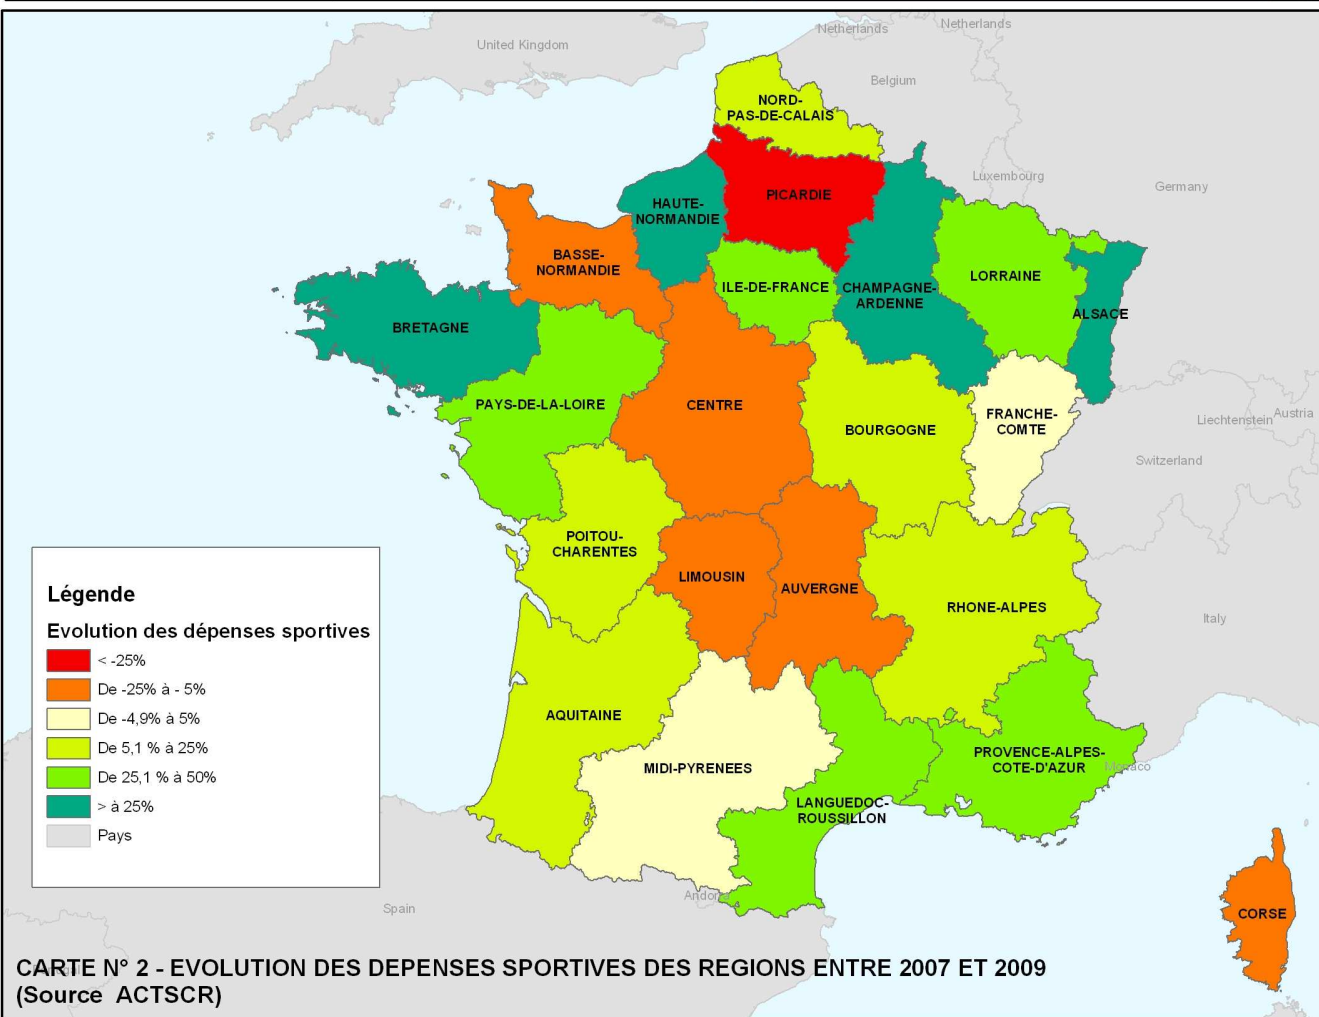 Netherlands
Netherlands
United Kingdom
Belgium
NORD-
PAS-DE-CALAIS
Luxembourg
Germany
PICARDIE
HAUTE-
NORMANDIE
BASSE-
NORMANDIE
ILE-DE-FRANCE
CHAMPAGNE-
ARDENNE
LORRAINE
ALSACE
BRETAGNE
PAYS-DE-LA-LOIRE
CENTRE
BOURGOGNE
FRANCHE-
COMTE
Liechtenstein
Austria
Switzerland
POITOU-
CHARENTES
LIMOUSIN
AUVERGNE
RHONE-ALPES
Italy
AQUITAINE
MIDI-PYRENEES
PROVENCE-ALPES-
COTE-D'AZUR
Monaco
LANGUEDOC-
ROUSSILLON
Andorra
Spain
CORSE
Légende
Evolution des dépenses sportives
< -25%
De -25% à - 5%
De -4,9% à 5%
De 5,1 % à 25%
De 25,1 % à 50%
> à 25%
Pays
CARTE N° 2 - EVOLUTION DES DEPENSES SPORTIVES DES REGIONS ENTRE 2007 ET 2009
(Source ACTSCR)